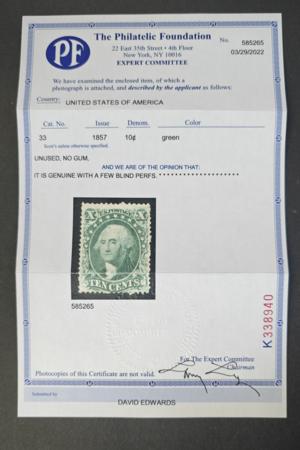 PF
The Philatelic Foundation
22 East 35th Street • 4th Floor
New York, NY 10016
EXPERT COMMITTEE
No. 585265
03/29/2022
We have examined the enclosed item, of which a
photograph is attached, and described by the applicant as follows:
Country: UNITED STATES OF AMERICA
Cat. No. Issue Denom. Color
33 1857 10¢ green
Scott's unless otherwise specified.
UNUSED, NO GUM,
AND WE ARE OF THE OPINION THAT:
IT IS GENUINE WITH A FEW BLIND PERFS.
X X
U.S. POSTAGE
TEN CENTS
585265
K338940
For The Expert Committee
Chairman
Photocopies of this Certificate are not valid.
Submitted by
DAVID EDWARDS